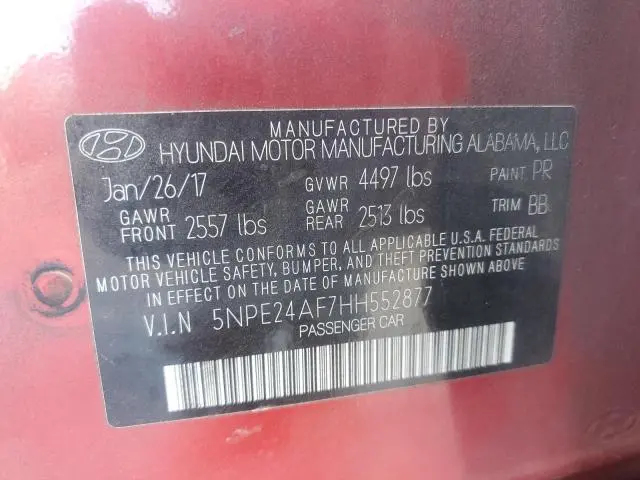 MANUFACTURED BY
HYUNDAI MOTOR MANUFACTURING ALABAMA, LLC
Jan/26/17 GVWR 4497 lbs PAINT PR
GAWR FRONT 2557 lbs GAWR REAR 2513 lbs TRIM BB
THIS VEHICLE CONFORMS TO ALL APPLICABLE U.S.A. FEDERAL
MOTOR VEHICLE SAFETY, BUMPER, AND THEFT PREVENTION STANDARDS
IN EFFECT ON THE DATE OF MANUFACTURE SHOWN ABOVE
V.I.N 5NPE24AF7HH552877
PASSENGER CAR